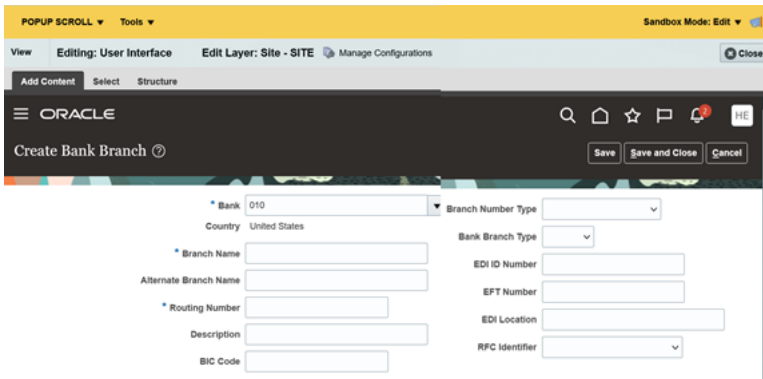 POPUP SCROLL Tools Sandbox Mode: Edit
View Editing: User Interface Edit Layer: Site - SITE Manage Configurations Close
Add Content Select Structure
ORACLE 2 HE
Create Bank Branch Save Save and Close Cancel
* Bank 010
Country United States
* Branch Name
Alternate Branch Name
* Routing Number
Description
BIC Code
Branch Number Type
Bank Branch Type
EDI ID Number
EFT Number
EDI Location
RFC Identifier